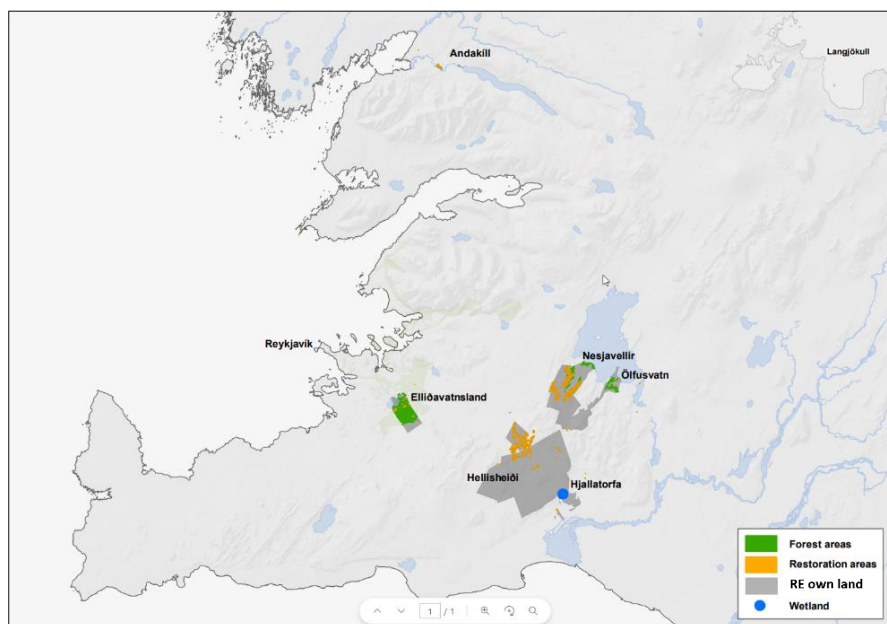 Andakíll
Langjökull
Reykjavík
Nesjavellir
Ölfusvatn
Elliðavatnsland
Hellisheiði
Hjallatorfa
Forest areas
Restoration areas
RE own land
Wetland
1 / 1